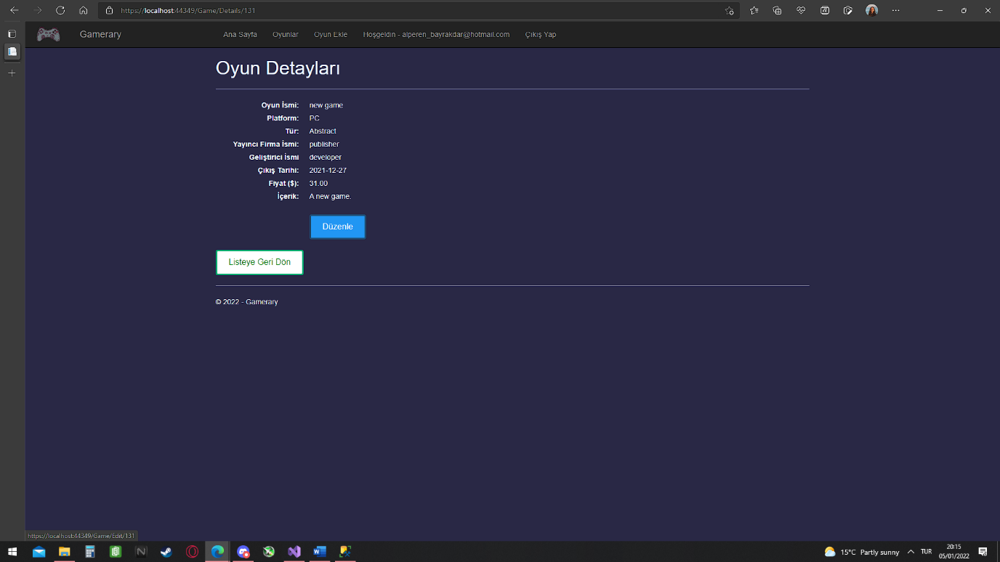 https://localhost:44349/Game/Details/131
Gamerary Ana Sayfa Oyunlar Oyun Ekle Hoşgeldin - alperen_bayrakdar@hotmail.com Çıkış Yap
Oyun Detayları
Oyun İsmi: new game
Platform: PC
Tür: Abstract
Yayıncı Firma İsmi: publisher
Geliştirici İsmi developer
Çıkış Tarihi: 2021-12-27
Fiyat ($): 31.00
İçerik: A new game.
Düzenle
Listeye Geri Dön
© 2022 - Gamerary
https://localhost:44349/Game/Edit/131
15°C Partly sunny TUR 20:15
05/01/2022